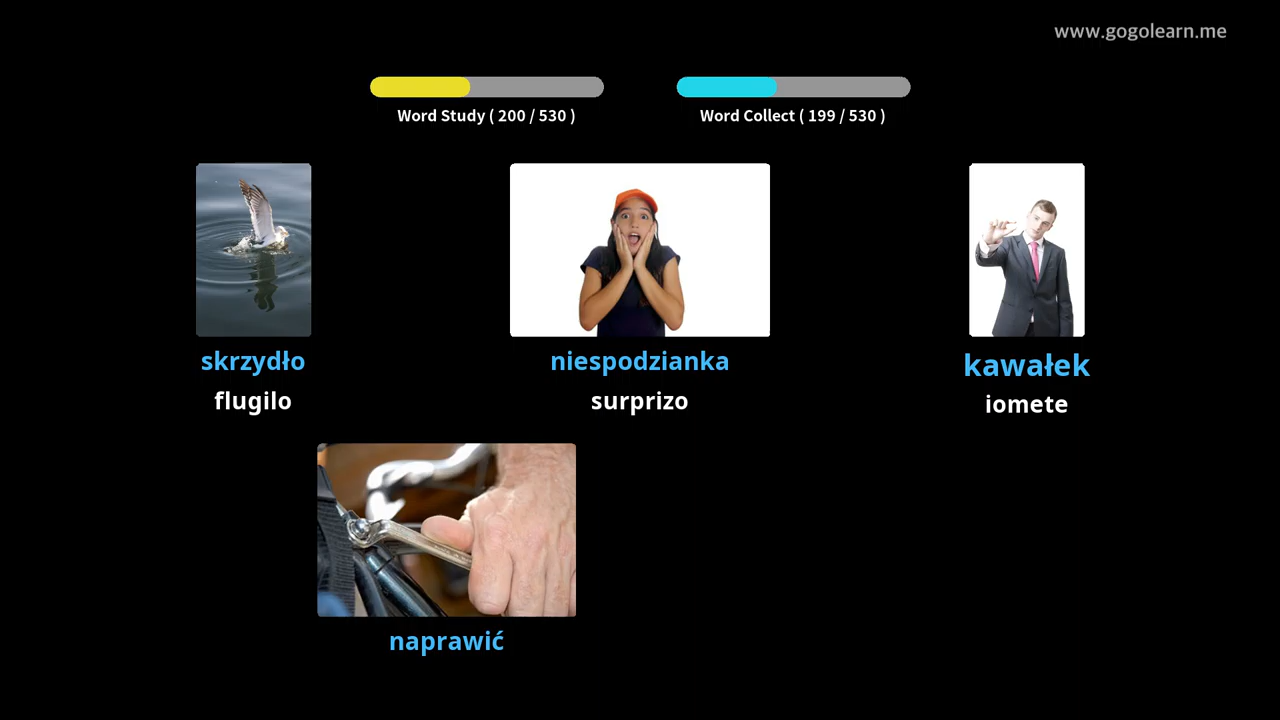 www.gogolearn.me
Word Study ( 200 / 530 )
Word Collect ( 199 / 530 )
skrzydło
niespodzianka
kawałek
flugilo
surprizo
iomete
naprawić